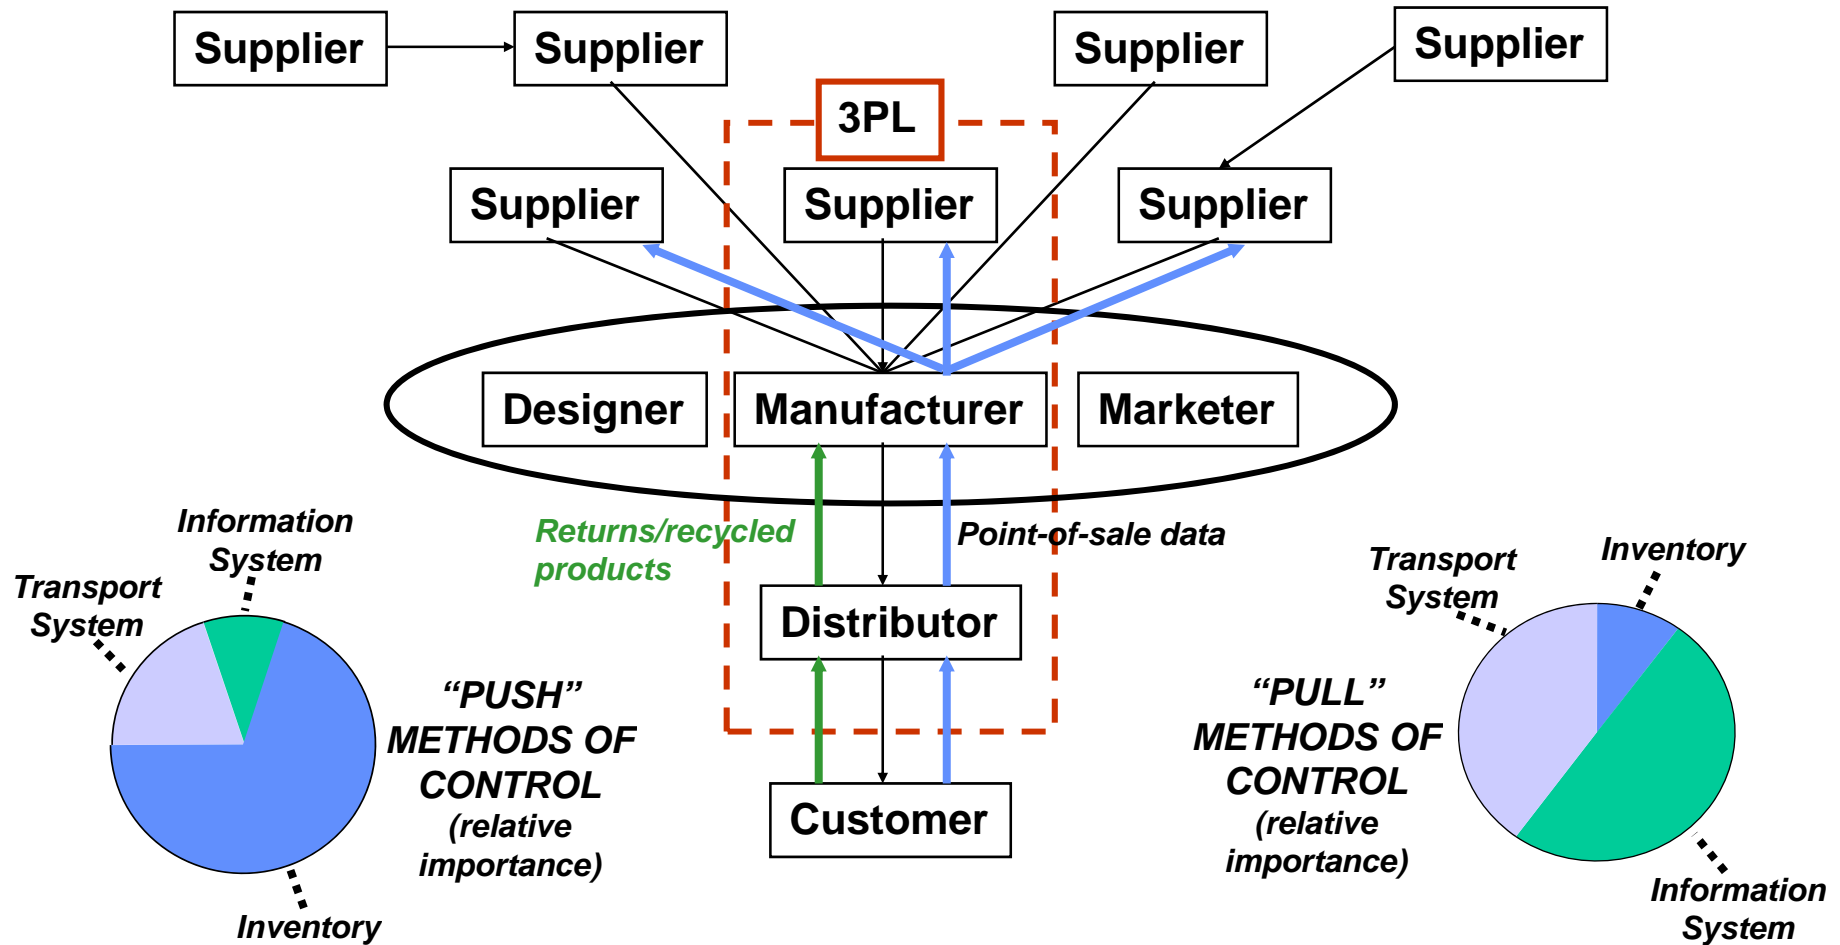 Supplier
Supplier
Supplier
Supplier
3PL
Supplier
Supplier
Supplier
Designer
Manufacturer
Marketer
Returns/recycled
products
Point-of-sale data
Information
System
Transport
System
Inventory
“PUSH”
METHODS OF
CONTROL
(relative
importance)
Distributor
Customer
Transport
System
Inventory
“PULL”
METHODS OF
CONTROL
(relative
importance)
Information
System